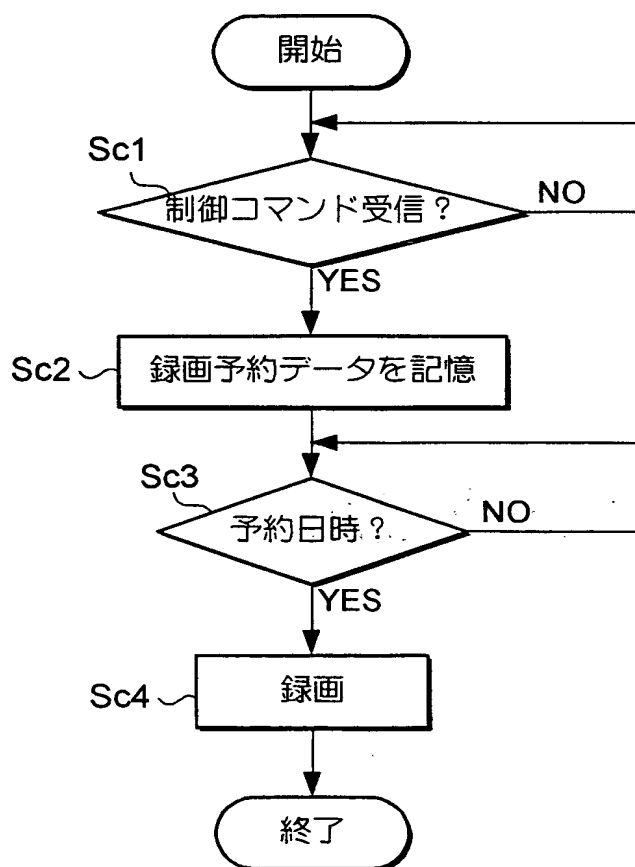 開始
Sc1
制御コマンド受信?
NO
YES
Sc2
録画予約データを記憶
Sc3
予約日時?
NO
YES
Sc4
録画
終了